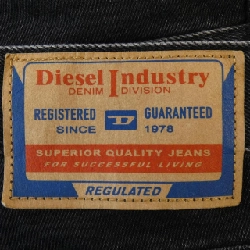 Diesel Industry
DENIM DIVISION
REGISTERED D GUARANTEED
SINCE 1978
SUPERIOR QUALITY JEANS
FOR SUCCESSFUL LIVING
REGULATED